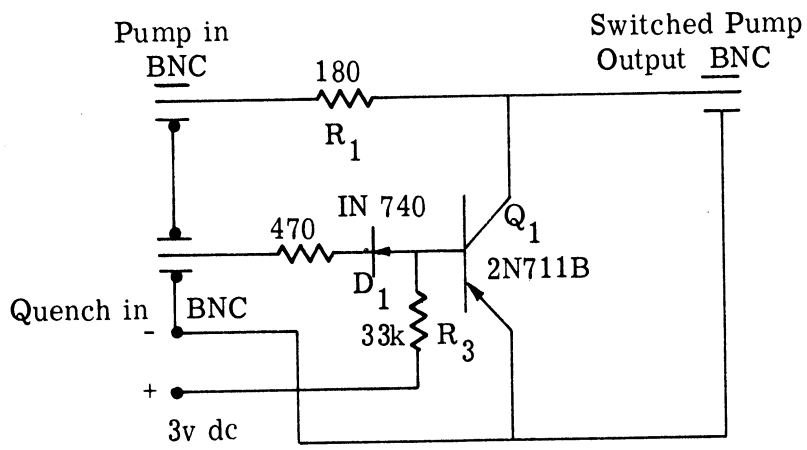 Pump in
BNC
Switched Pump
Output BNC
180
R1
IN 740
470
Q1
2N711B
D1
Quench in
BNC
-
33k
R3
+
3v dc